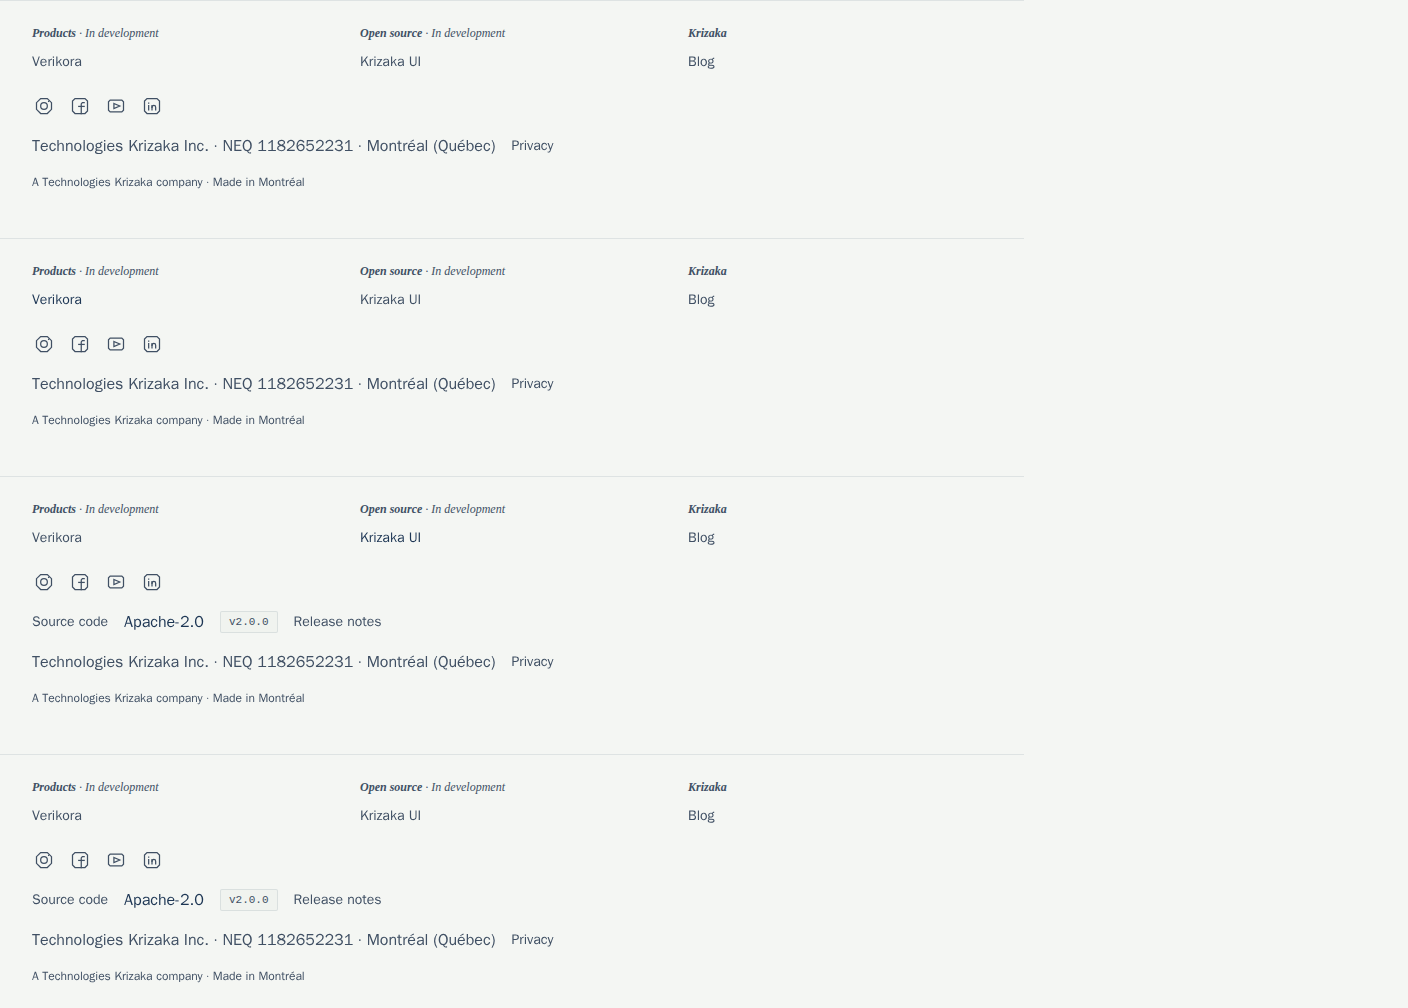 Products · In development Open source · In development Krizaka
Verikora Krizaka UI Blog
Technologies Krizaka Inc. · NEQ 1182652231 · Montréal (Québec) Privacy
A Technologies Krizaka company · Made in Montréal
Products · In development Open source · In development Krizaka
Verikora Krizaka UI Blog
Technologies Krizaka Inc. · NEQ 1182652231 · Montréal (Québec) Privacy
A Technologies Krizaka company · Made in Montréal
Products · In development Open source · In development Krizaka
Verikora Krizaka UI Blog
Source code Apache-2.0 v2.0.0 Release notes
Technologies Krizaka Inc. · NEQ 1182652231 · Montréal (Québec) Privacy
A Technologies Krizaka company · Made in Montréal
Products · In development Open source · In development Krizaka
Verikora Krizaka UI Blog
Source code Apache-2.0 v2.0.0 Release notes
Technologies Krizaka Inc. · NEQ 1182652231 · Montréal (Québec) Privacy
A Technologies Krizaka company · Made in Montréal